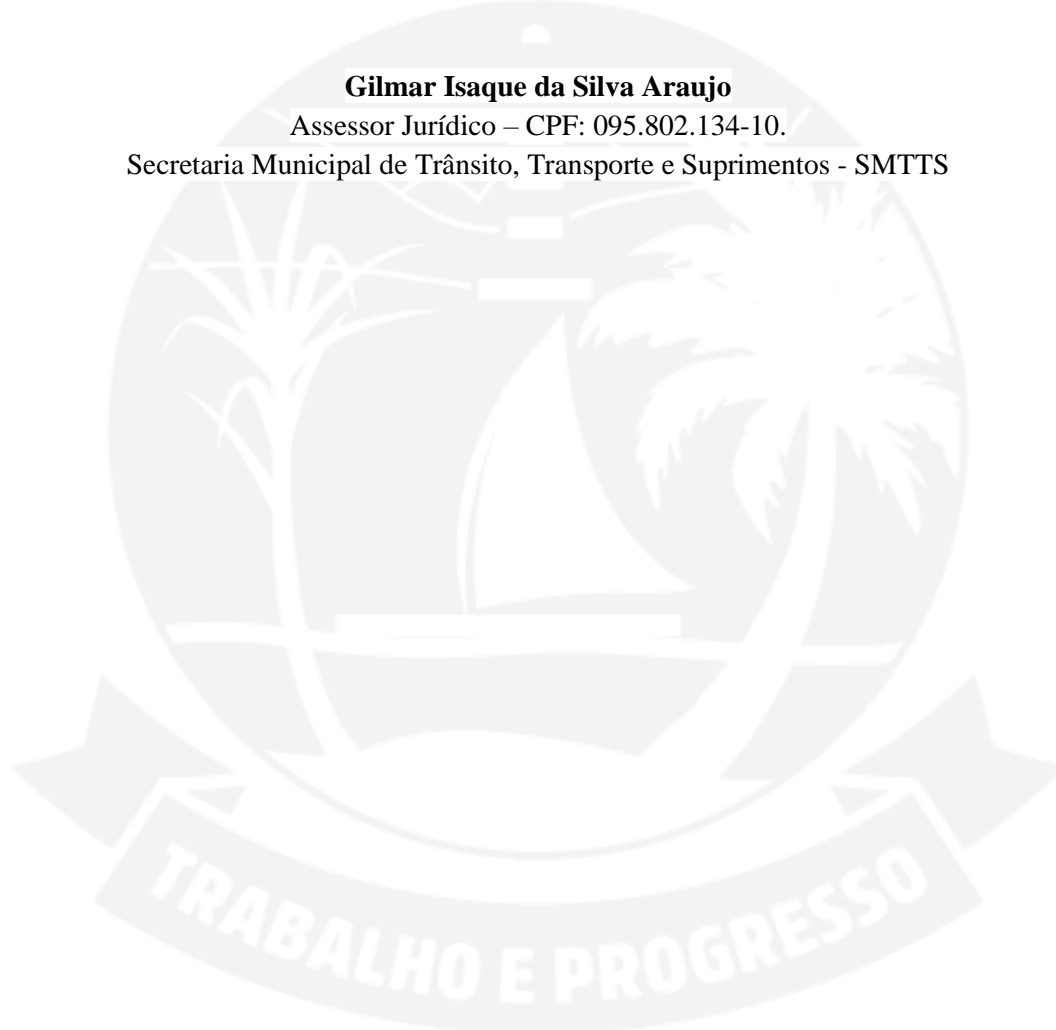 Gilmar Isaque da Silva Araujo
Assessor Jurídico – CPF: 095.802.134-10.
Secretaria Municipal de Trânsito, Transporte e Suprimentos - SMTTS
TRABALHO E PROGRESSO